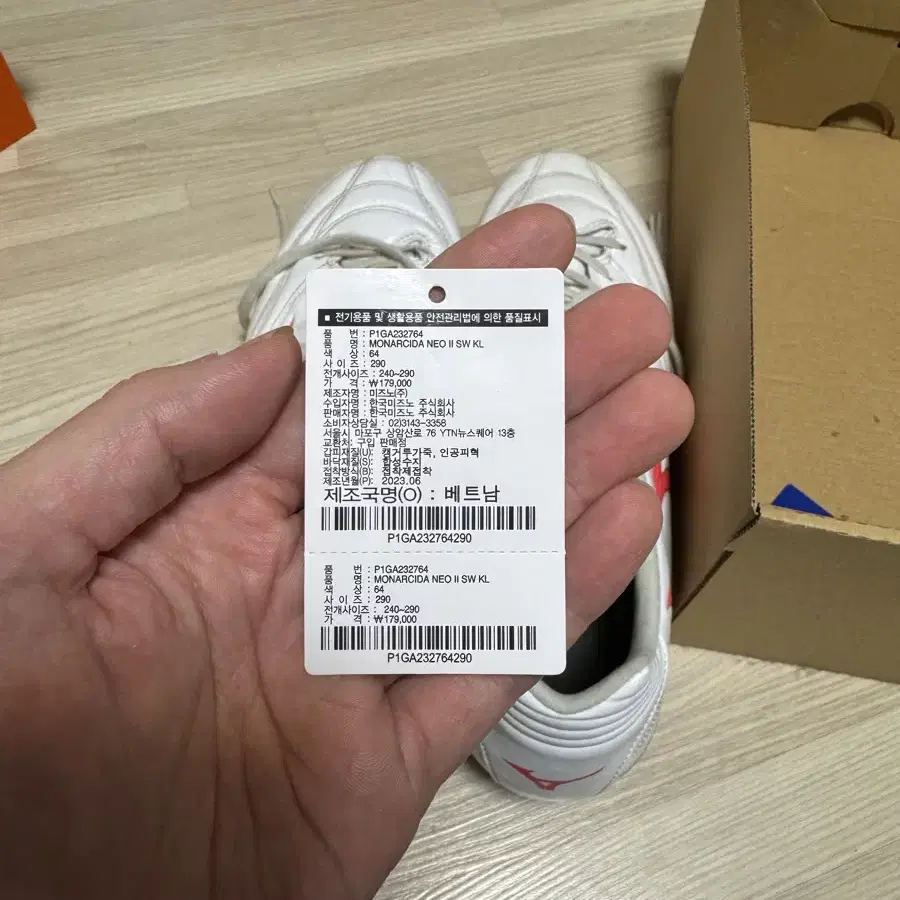 ■ 전기용품 및 생활용품 안전관리법에 의한 품질표시
품 번 : P1GA232764
품 명 : MONARCIDA NEO II SW KL
색 상 : 64
사 이 즈 : 290
전개사이즈 : 240~290
가 격 : ₩179,000
제조자명 : 미즈노(주)
수입자명 : 한국미즈노 주식회사
판매자명 : 한국미즈노 주식회사
소비자상담실 : 02)3143-3358
서울시 마포구 상암산로 76 YTN뉴스퀘어 13층
교환처: 구입 판매점
갑피재질(U): 캥거루가죽, 인공피혁
바닥재질(S): 합성수지
접착방식(B): 접착제접착
제조년월(P): 2023.06
제조국명(O) : 베트남
P1GA232764290
품 번 : P1GA232764
품 명 : MONARCIDA NEO II SW KL
색 상 : 64
사 이 즈 : 290
전개사이즈 : 240~290
가 격 : ₩179,000
P1GA232764290